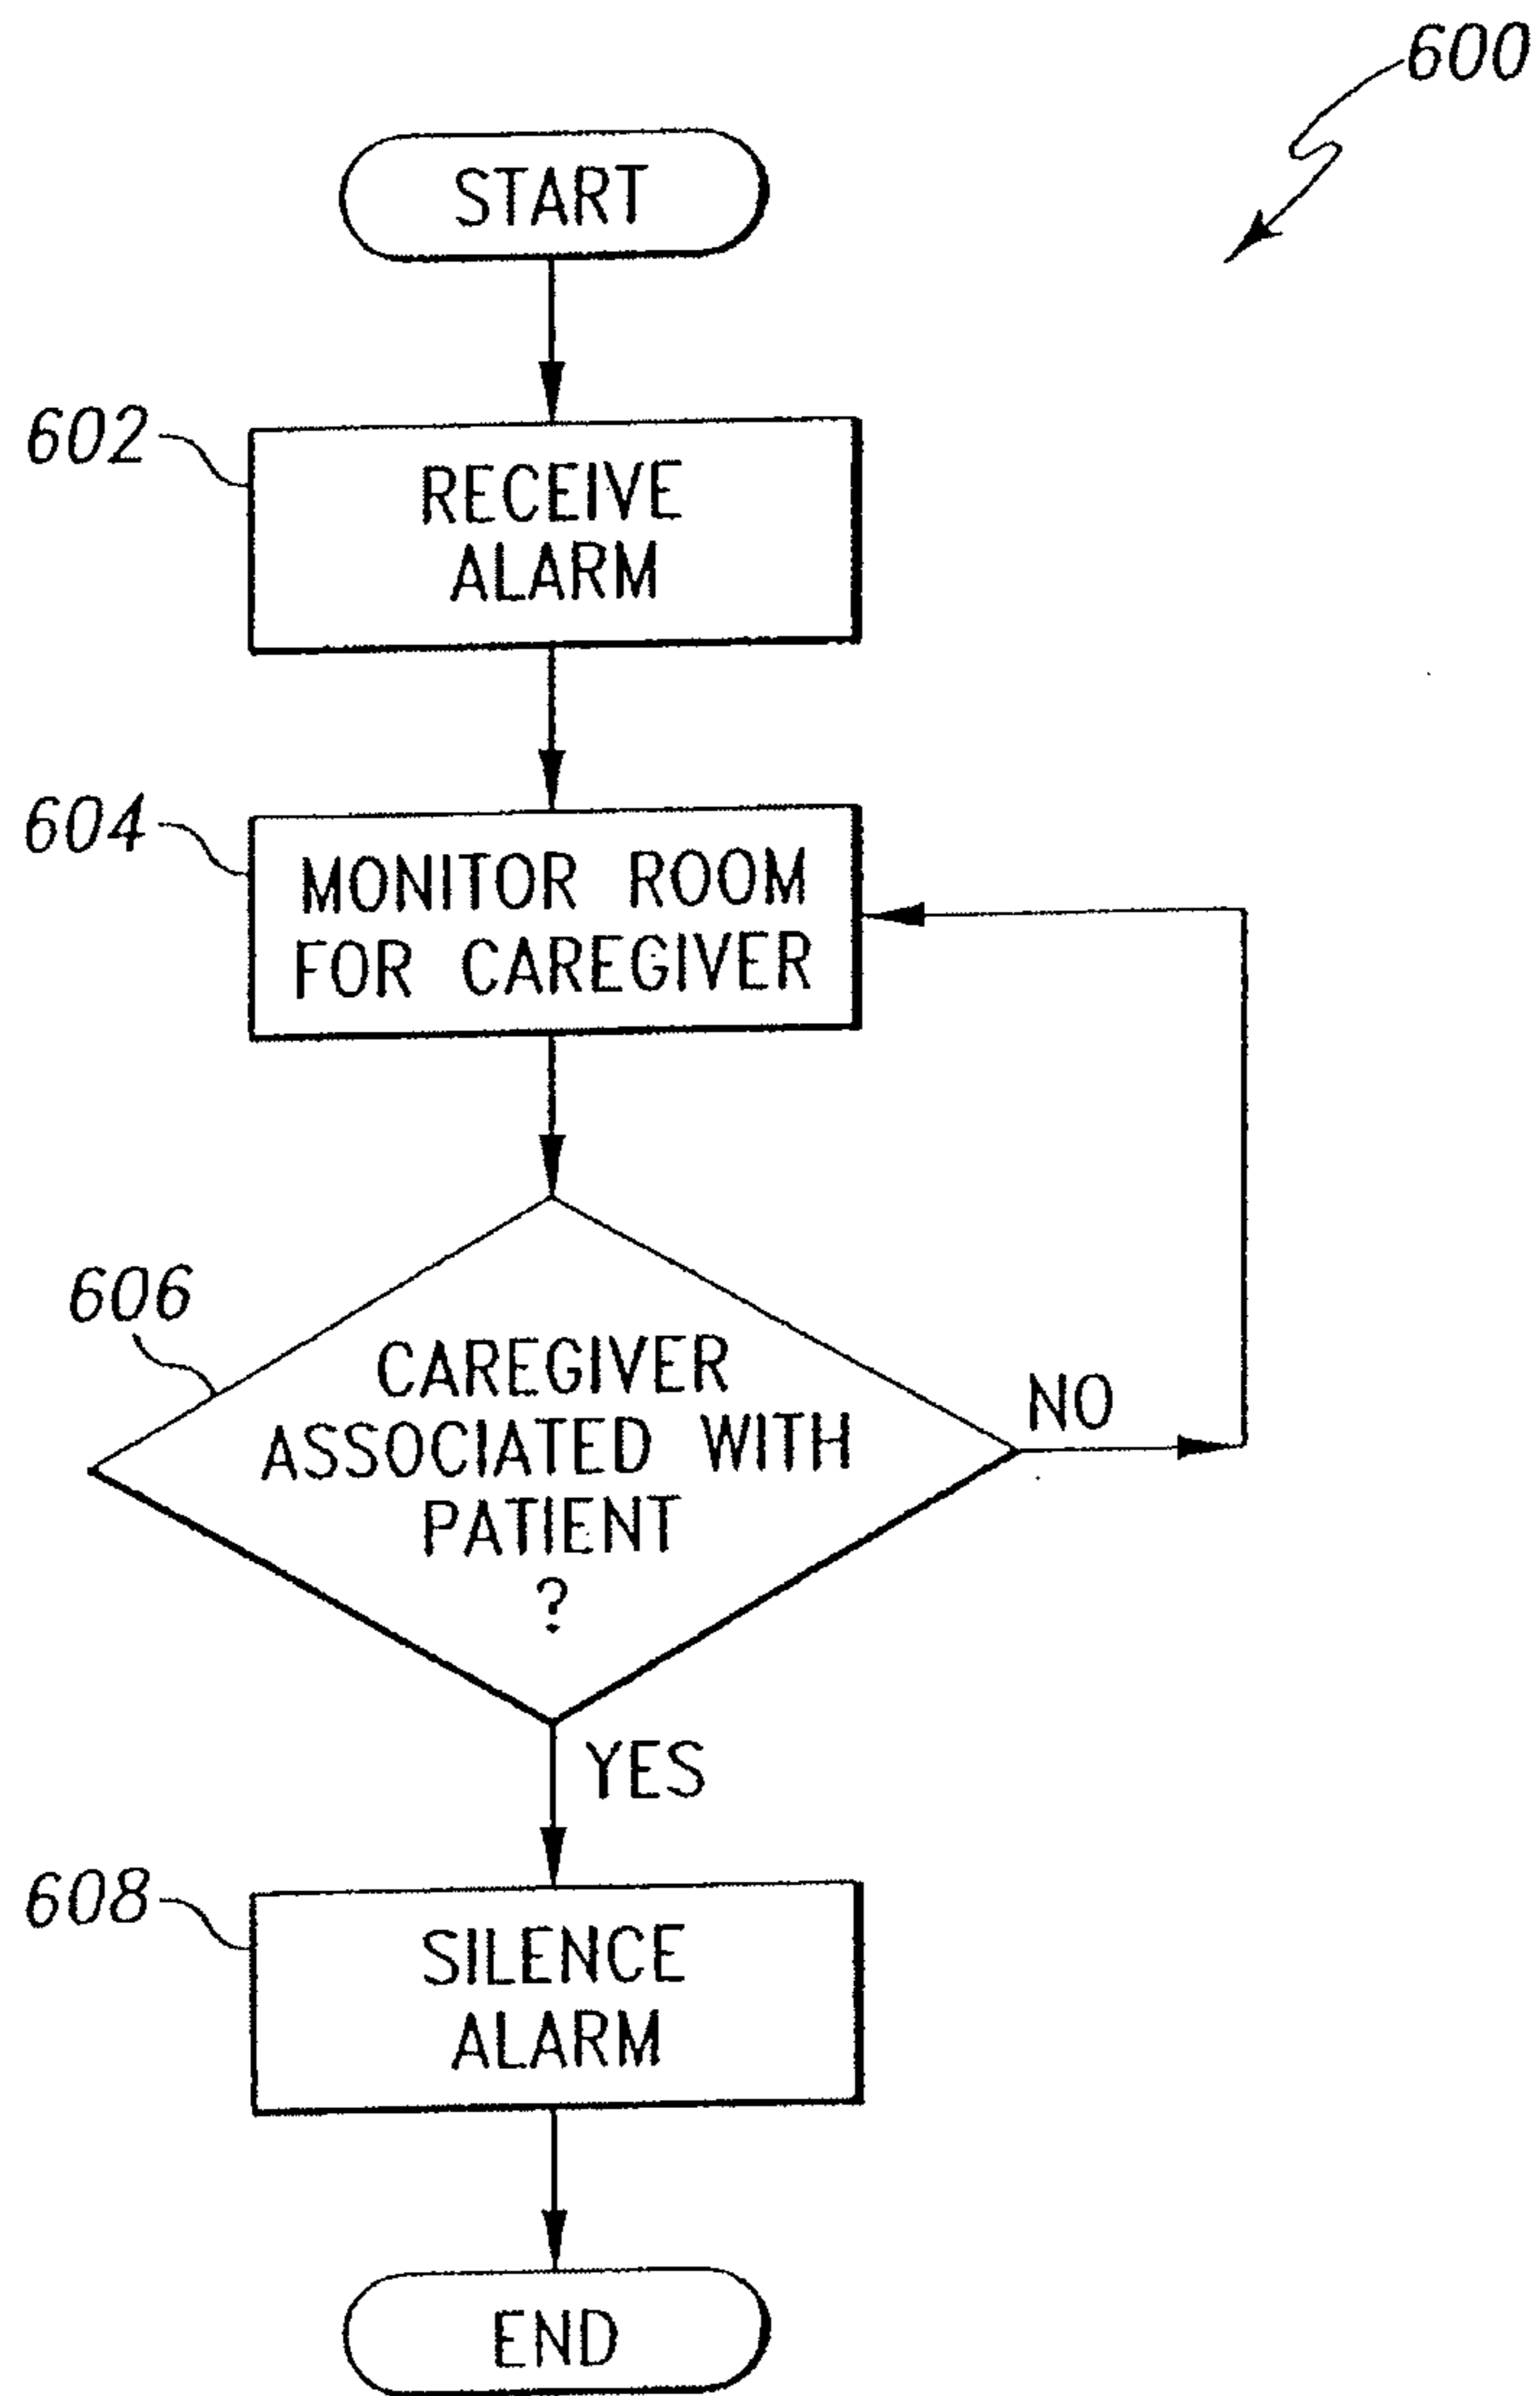 600
START
602
RECEIVE
ALARM
604
MONITOR ROOM
FOR CAREGIVER
606
CAREGIVER
ASSOCIATED WITH
PATIENT
?
NO
YES
608
SILENCE
ALARM
END